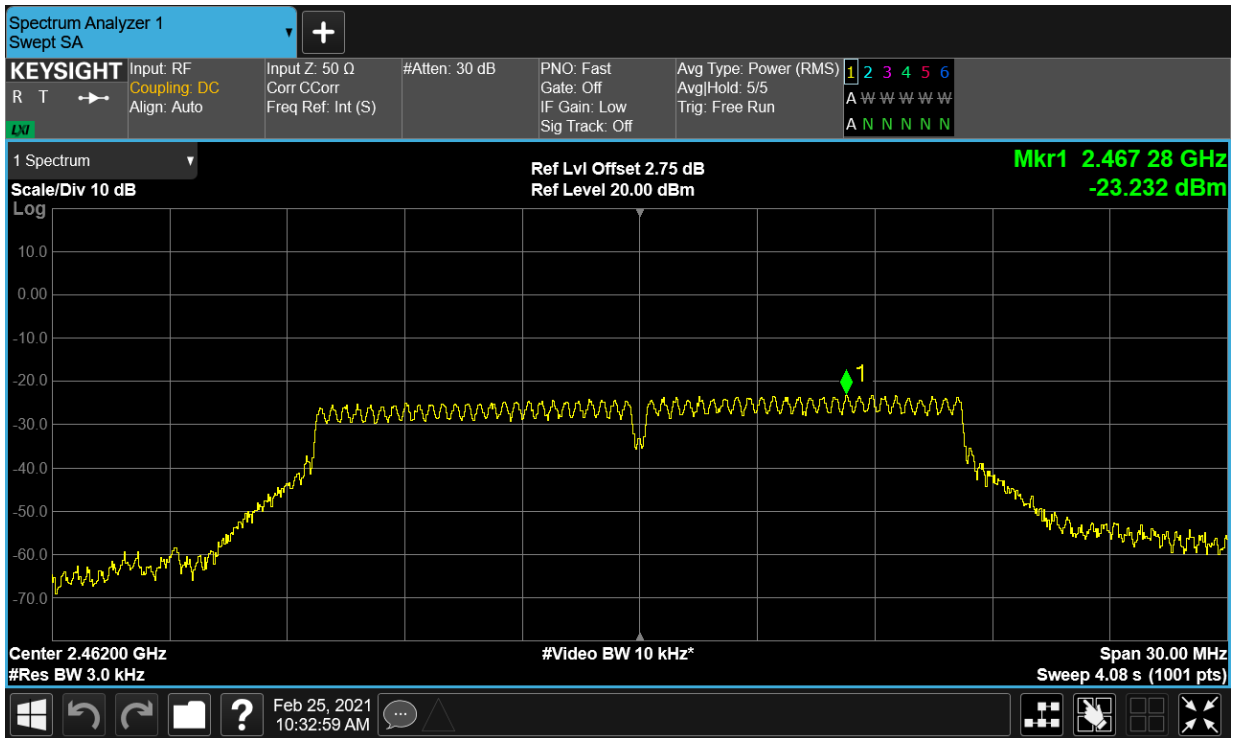 Spectrum Analyzer 1
Swept SA
KEYSIGHT
R T
LXI
Input: RF
Coupling: DC
Align: Auto
Input Z: 50 Ω
Corr CCorr
Freq Ref: Int (S)
#Atten: 30 dB
PNO: Fast
Gate: Off
IF Gain: Low
Sig Track: Off
Avg Type: Power (RMS)
Avg|Hold: 5/5
Trig: Free Run
1 2 3 4 5 6
A W W W W W
A N N N N N
1 Spectrum
Scale/Div 10 dB
Log
Ref Lvl Offset 2.75 dB
Ref Level 20.00 dBm
Mkr1 2.467 28 GHz
-23.232 dBm
10.0
0.00
-10.0
-20.0
-30.0
-40.0
-50.0
-60.0
-70.0
1
Center 2.46200 GHz
#Res BW 3.0 kHz
#Video BW 10 kHz*
Span 30.00 MHz
Sweep 4.08 s (1001 pts)
?
Feb 25, 2021
10:32:59 AM